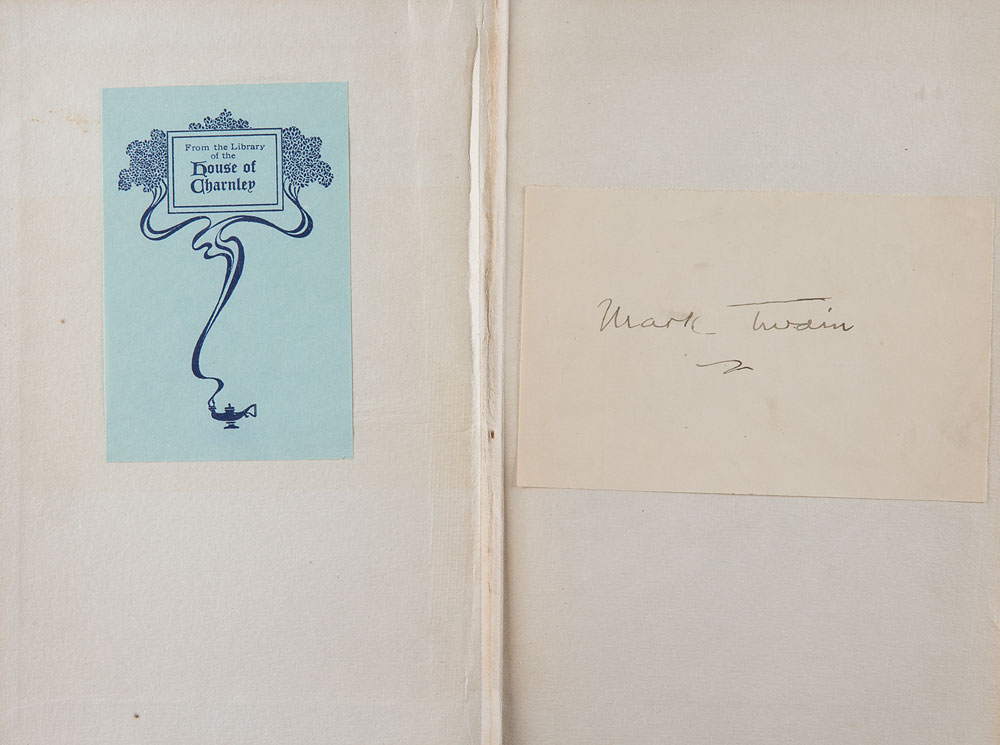 From the Library
of the
House of
Charnley
Mark Twain